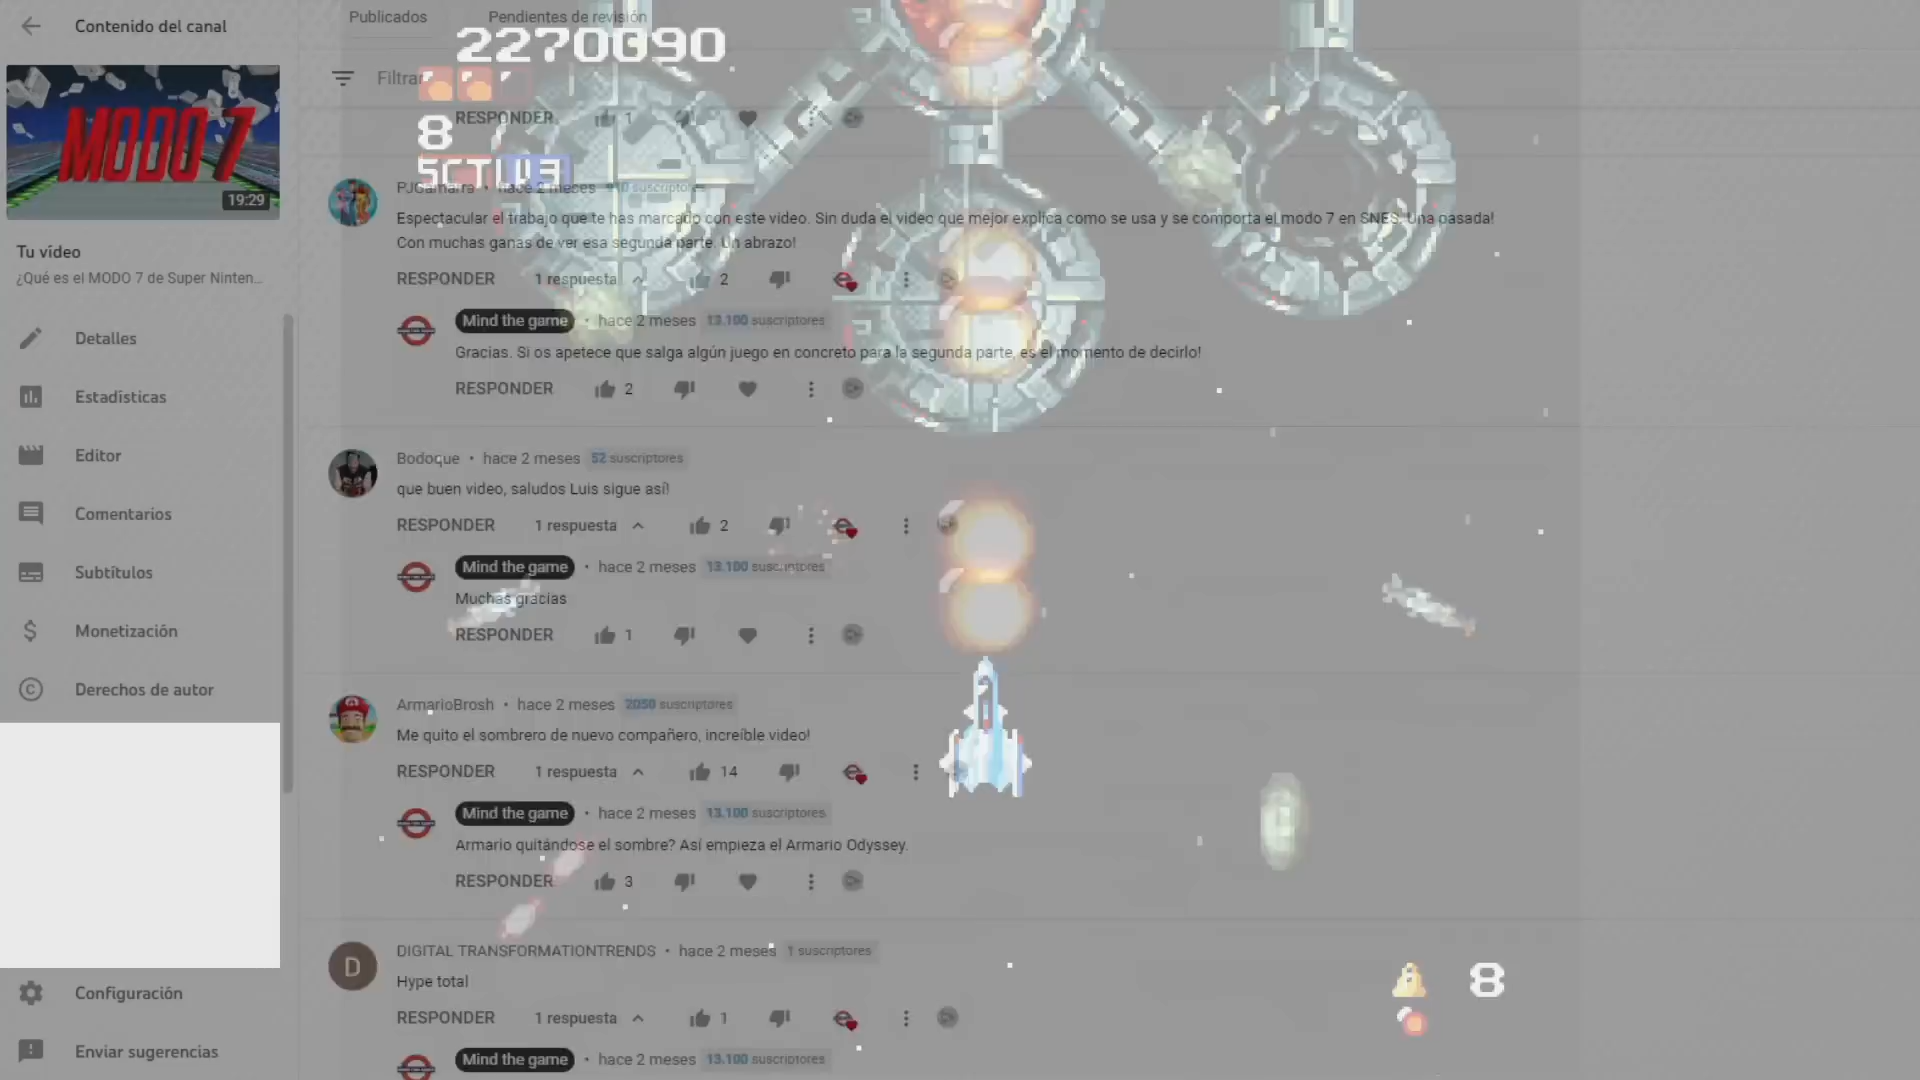 Contenido del canal
MODO 7
19:29
Tu vídeo
¿Qué es el MODO 7 de Super Ninten...
Detalles
Estadísticas
Editor
Comentarios
Subtítulos
Monetización
Derechos de autor
Configuración
Enviar sugerencias
Publicados
Pendientes de revisión
2270090
Filtrar
8
RESPONDER 1
PJGamarra • hace 2 meses 910 suscriptores
Espectacular el trabajo que te has marcado con este video. Sin duda el video que mejor explica como se usa y se comporta el modo 7 en SNES. Una pasada!
Con muchas ganas de ver esa segunda parte. Un abrazo!
RESPONDER 1 respuesta 2
Mind the game • hace 2 meses 13.100 suscriptores
Gracias. Si os apetece que salga algún juego en concreto para la segunda parte, es el momento de decirlo!
RESPONDER 2
Bodoque • hace 2 meses 52 suscriptores
que buen video, saludos Luis sigue así!
RESPONDER 1 respuesta 2
Mind the game • hace 2 meses 13.100 suscriptores
Muchas gracias
RESPONDER 1
ArmarioBrosh • hace 2 meses 2050 suscriptores
Me quito el sombrero de nuevo compañero, increíble video!
RESPONDER 1 respuesta 14
Mind the game • hace 2 meses 13.100 suscriptores
Armario quitándose el sombre? Así empieza el Armario Odyssey.
RESPONDER 3
D
DIGITAL TRANSFORMATIONTRENDS • hace 2 meses 1 suscriptores
Hype total
RESPONDER 1 respuesta 1
Mind the game • hace 2 meses 13.100 suscriptores
8